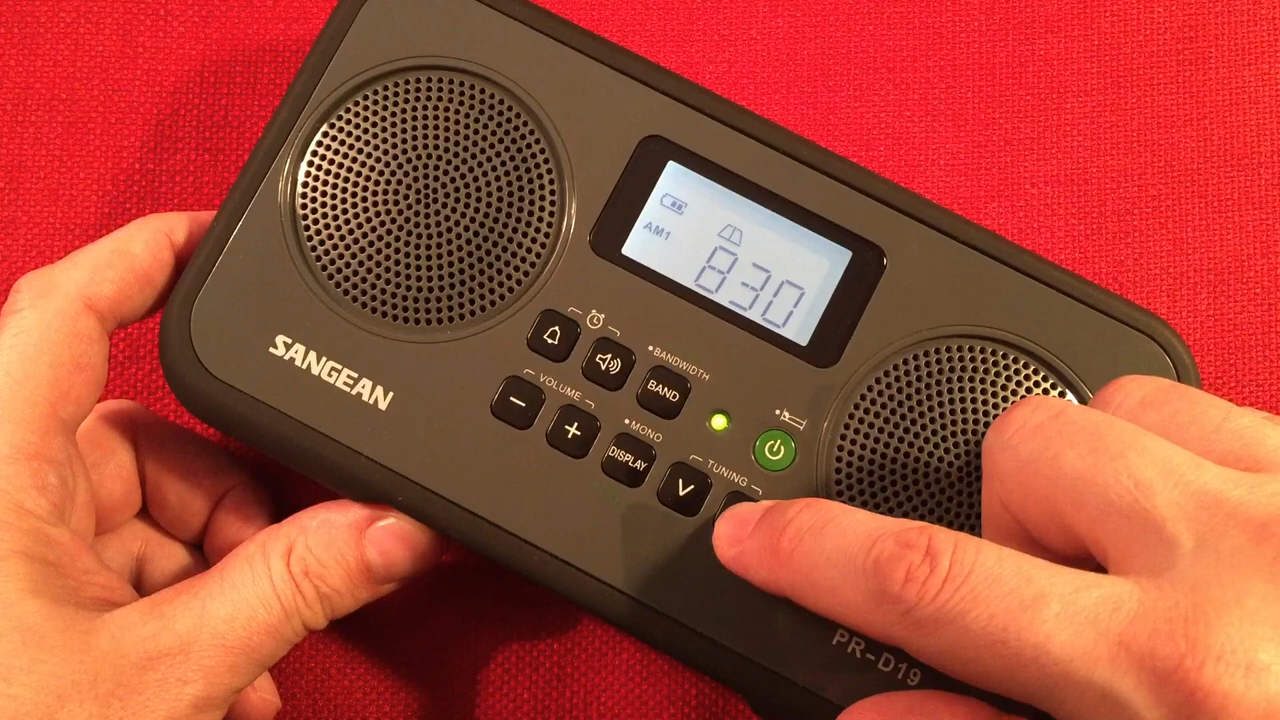 AM1
830
SANGEAN
BANDWIDTH
VOLUME
BAND
MONO
DISPLAY
TUNING
PR-D19